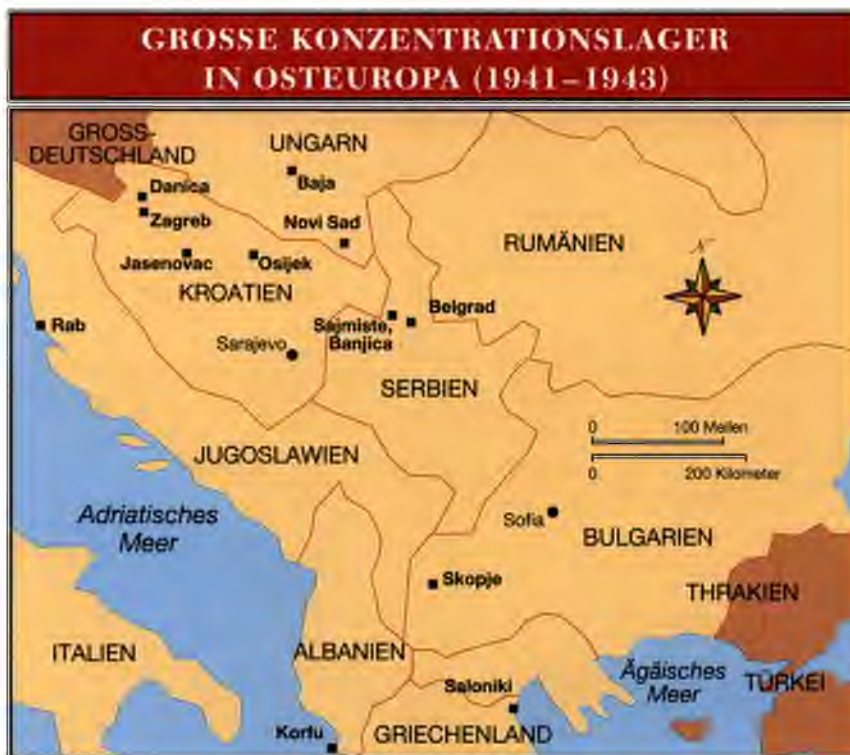 GROSSE KONZENTRATIONSLAGER
IN OSTEUROPA (1941–1943)
GROSS-
DEUTSCHLAND
UNGARN
Baja
Danica
Zagreb
Novi Sad
RUMÄNIEN
N
Jasenovac
Osijek
KROATIEN
Rab
Sajmiste,
Banjica
Belgrad
Sarajevo
SERBIEN
0 100 Meilen
0 200 Kilometer
JUGOSLAWIEN
Adriatisches
Meer
Sofia
BULGARIEN
Skopje
THRAKIEN
ITALIEN
ALBANIEN
Ägäisches
Meer
TÜRKEI
Saloniki
Korfu
GRIECHENLAND